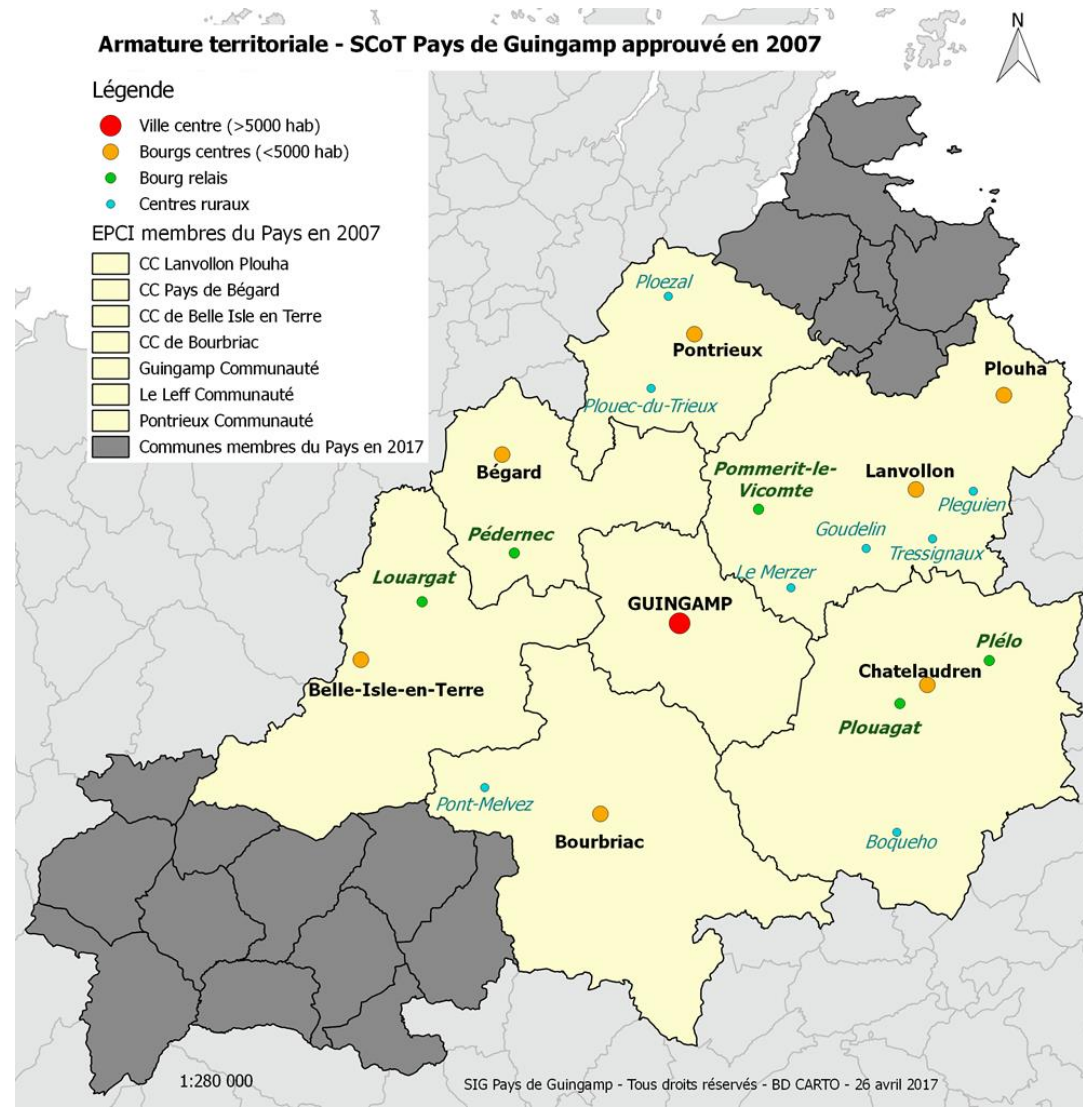 Armature territoriale - SCoT Pays de Guingamp approuvé en 2007
N
Légende
Ville centre (>5000 hab)
Bourgs centres (<5000 hab)
Bourg relais
Centres ruraux
EPCI membres du Pays en 2007
CC Lanvollon Plouha
CC Pays de Bégard
CC de Belle Isle en Terre
CC de Bourbriac
Guingamp Communauté
Le Leff Communauté
Pontrieux Communauté
Communes membres du Pays en 2017
Ploezal
Pontrieux
Plouha
Plouec-du-Trieux
Bégard
Pommerit-le-
Vicomte
Lanvollon
Pleguien
Goudelin
Tressignaux
Pédernec
Le Merzer
Louargat
GUINGAMP
Plélo
Chatelaudren
Belle-Isle-en-Terre
Plouagat
Pont-Melvez
Bourbriac
Boqueho
1:280 000
SIG Pays de Guingamp - Tous droits réservés - BD CARTO - 26 avril 2017